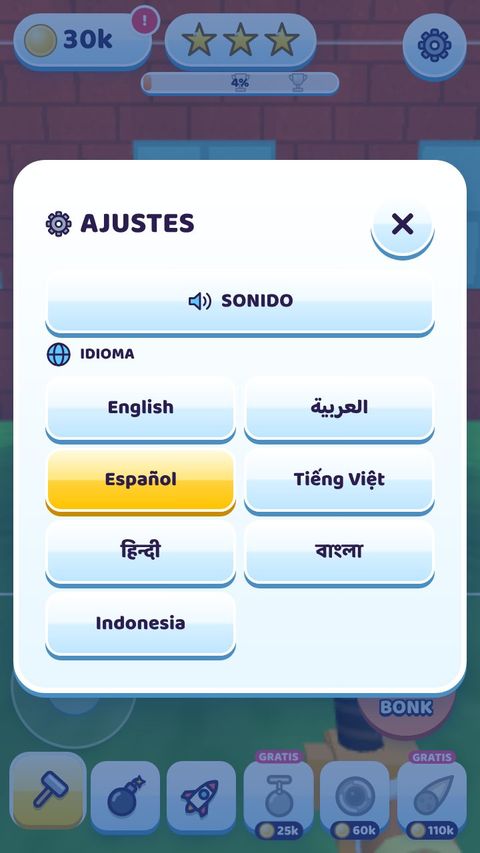 30k
!
4%
AJUSTES
SONIDO
IDIOMA
English
العربية
Español
Tiếng Việt
हिन्दी
বাংলা
Indonesia
BONK
GRATIS
GRATIS
25k
60k
110k